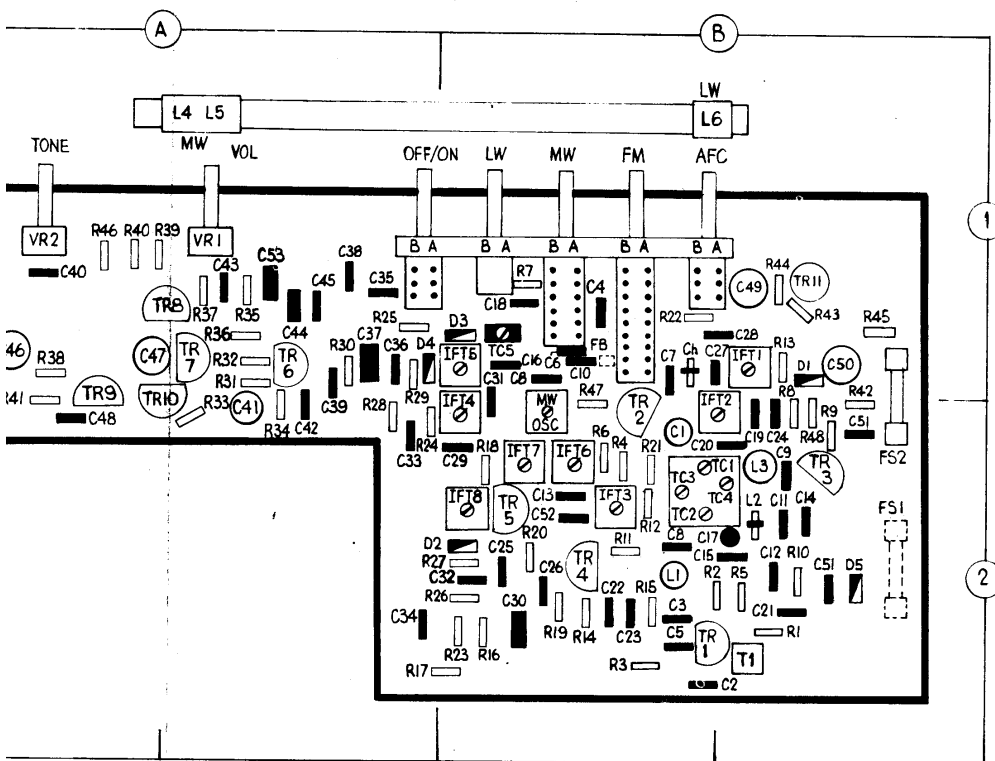 A
B
LW
L4 L5
L6
TONE
MW
VOL
OFF/ON
LW
MW
FM
AFC
1
R46
R40
R39
VR2
VR1
B A
B A
B A
B A
B A
C40
C43
C53
C38
C45
C35
R7
C4
C49
R44
TR11
TR8
R37
R35
C18
R43
R25
D3
R22
R45
R36
C44
C28
46
C47
TR
7
R32
TR
6
R30
C37
C36
D4
IFT5
TC5
C16
C6
FB
C10
C7
Ch
C27
IFT1
R13
D1
C50
R38
R31
C8
R41
TR9
TR10
R33
C41
C39
R29
C31
R47
R8
R42
R34
C42
R28
R24
IFT4
MW
OSC
TR
2
IFT2
R9
C48
C1
C19
C24
R48
C51
C33
C29
R18
IFT7
IFT6
R6
R4
R21
C20
C9
FS2
TC1
TC3
TC4
TC2
L3
TR
3
IFT8
TR
5
C13
IFT3
L2
C11
C14
FS1
C52
R12
D2
R20
R11
C8
C17
R27
C25
TR
4
C15
C12
R10
C32
C26
L1
R2
R5
C51
D5
2
R26
C22
R15
C34
C30
C3
C21
R19
R14
C23
R23
R16
C5
TR
1
R1
R17
R3
T1
C2